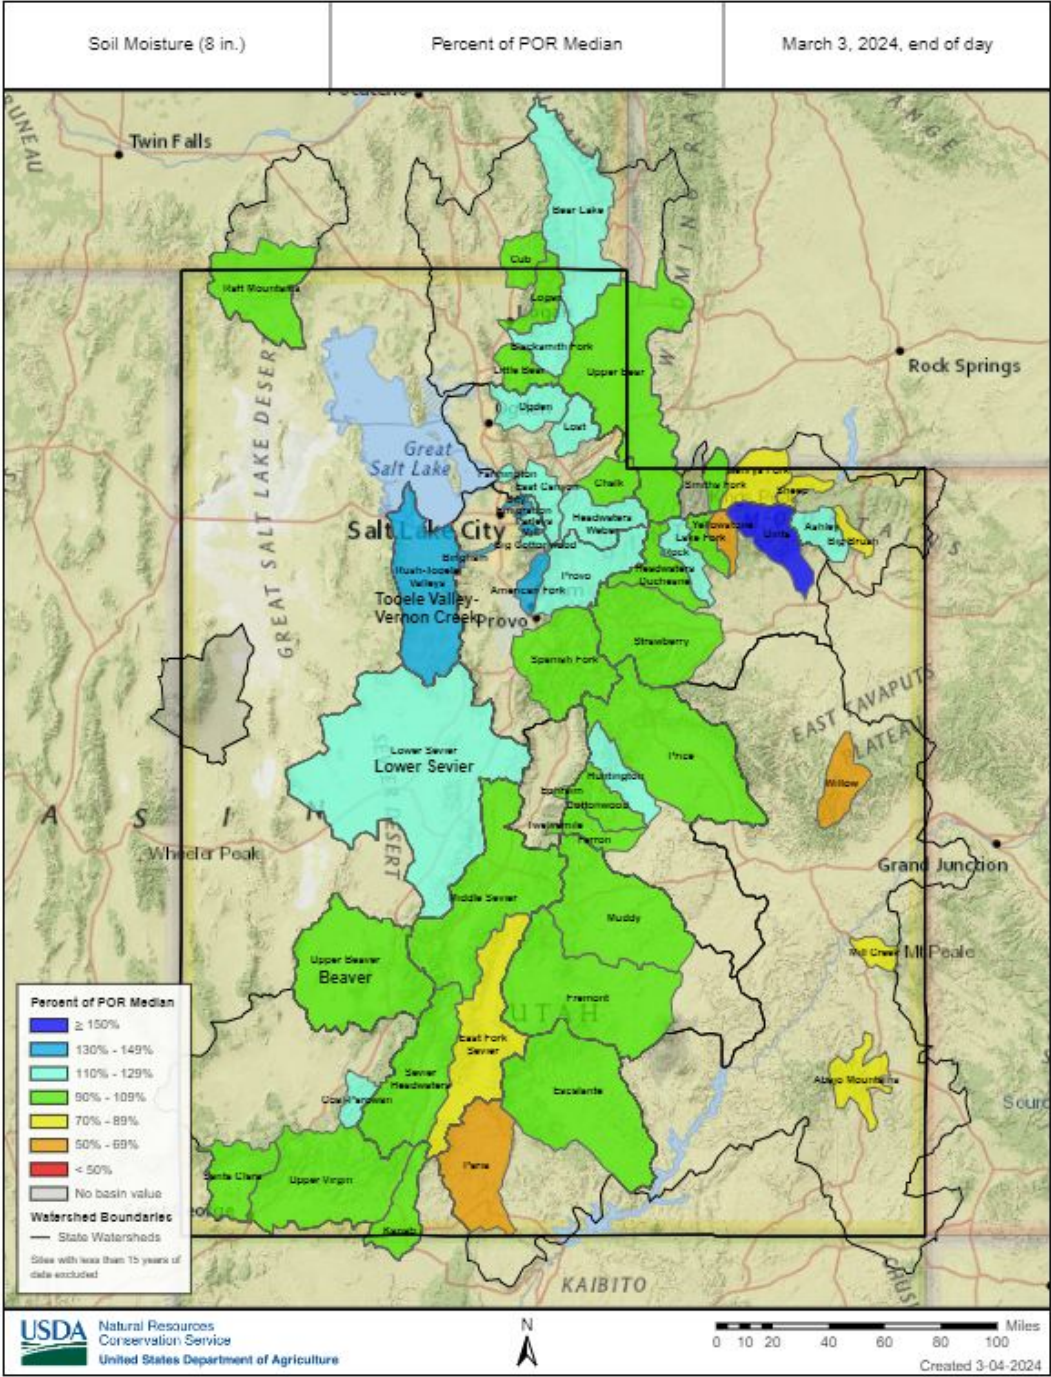 Soil Moisture (8 in.)
Percent of POR Median
March 3, 2024, end of day
Twin Falls
Bear Lake
Cub
Raft Mountains
Logan
Blacksmith Fork
Little Bear
Upper Bear
Rock Springs
GREAT SALT LAKE DESERT
Ogden
Lost
Great
Salt Lake
Farmington
East Canyon
Chalk
Smiths Fork
Henrys Fork
Sheep
Salt Lake City
Emigration
Parleys
Headwaters
Weber
Yellowstone
Lake Fork
Uinta
Ashley
Big Brush
Rock
Bingham
Big Cottonwood
Rush-Tooele
Valleys
Provo
Headwaters
Duchesne
American Fork
Tooele Valley-
Vernon Creek
Provo
Strawberry
Spanish Fork
EAST TAVAPUTS
PLATEAU
Lower Sevier
Lower Sevier
Price
Huntington
Willow
Ephraim
Cottonwood
Twelvemile
Ferron
Wheeler Peak
Grand Junction
Middle Sevier
Muddy
Upper Beaver
Beaver
Mill Creek
Mt Peale
Fremont
UTAH
East Fork
Sevier
Sevier
Headwaters
Escalante
Abajo Mountains
Coal-Parowan
Paria
Santa Clara
Upper Virgin
Kanab
KAIBITO
Percent of POR Median
≥ 150%
130% - 149%
110% - 129%
90% - 109%
70% - 89%
50% - 69%
< 50%
No basin value
Watershed Boundaries
State Watersheds
Sites with less than 15 years of
data excluded
USDA
Natural Resources
Conservation Service
United States Department of Agriculture
N
Miles
0 10 20 40 60 80 100
Created 3-04-2024